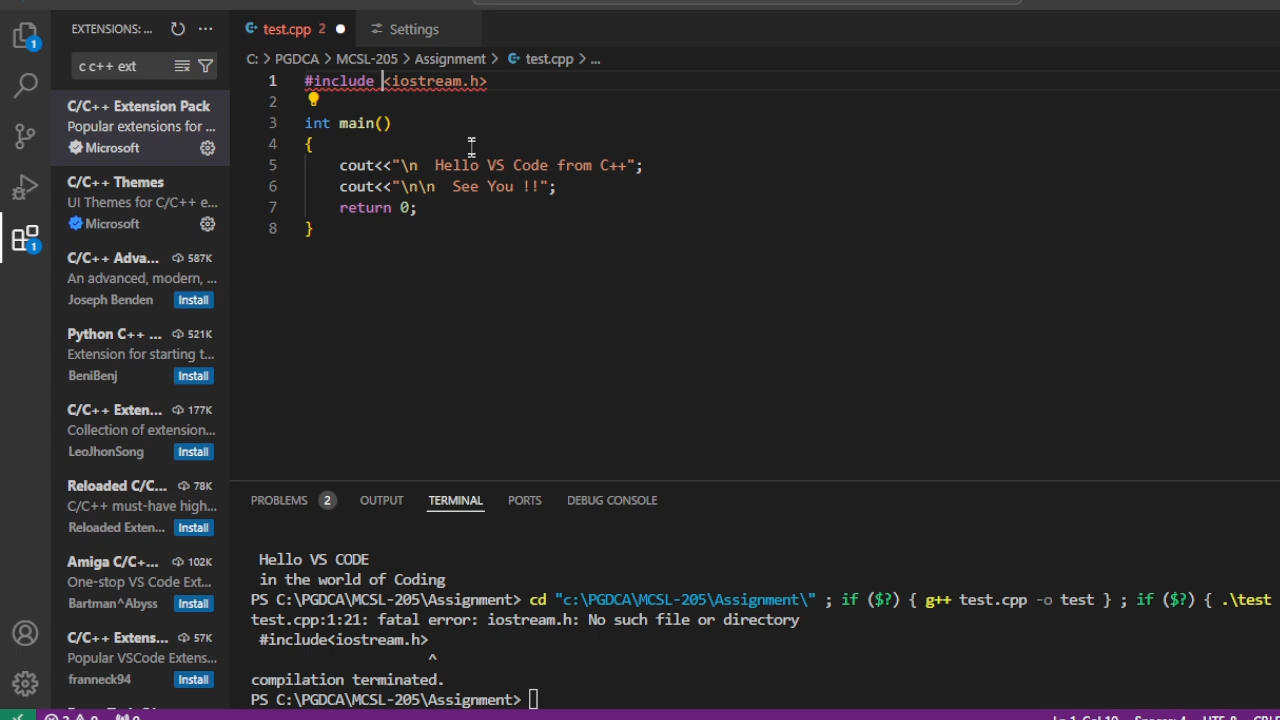 EXTENSIONS: ...
c c++ ext
C/C++ Extension Pack
Popular extensions for ...
Microsoft
C/C++ Themes
UI Themes for C/C++ e...
Microsoft
C/C++ Adva... 587K
An advanced, modern, ...
Joseph Benden Install
Python C++ ... 521K
Extension for starting t...
BeniBenj Install
C/C++ Exten... 177K
Collection of extension...
LeoJhonSong Install
Reloaded C/C... 78K
C/C++ must-have high...
Reloaded Exten... Install
Amiga C/C+... 102K
One-stop VS Code Ext...
Bartman^Abyss Install
C/C++ Extens... 57K
Popular VSCode Extens...
franneck94 Install
1
1
test.cpp 2 Settings
C: > PGDCA > MCSL-205 > Assignment > test.cpp > ...
1 #include <iostream.h>
2
3 int main()
4 {
5 cout<<"\n  Hello VS Code from C++";
6 cout<<"\n\n  See You !!";
7 return 0;
8 }
PROBLEMS 2 OUTPUT TERMINAL PORTS DEBUG CONSOLE
Hello VS CODE
in the world of Coding
PS C:\PGDCA\MCSL-205\Assignment> cd "c:\PGDCA\MCSL-205\Assignment\" ; if ($?) { g++ test.cpp -o test } ; if ($?) { .\test
test.cpp:1:21: fatal error: iostream.h: No such file or directory
#include<iostream.h>
^
compilation terminated.
PS C:\PGDCA\MCSL-205\Assignment>